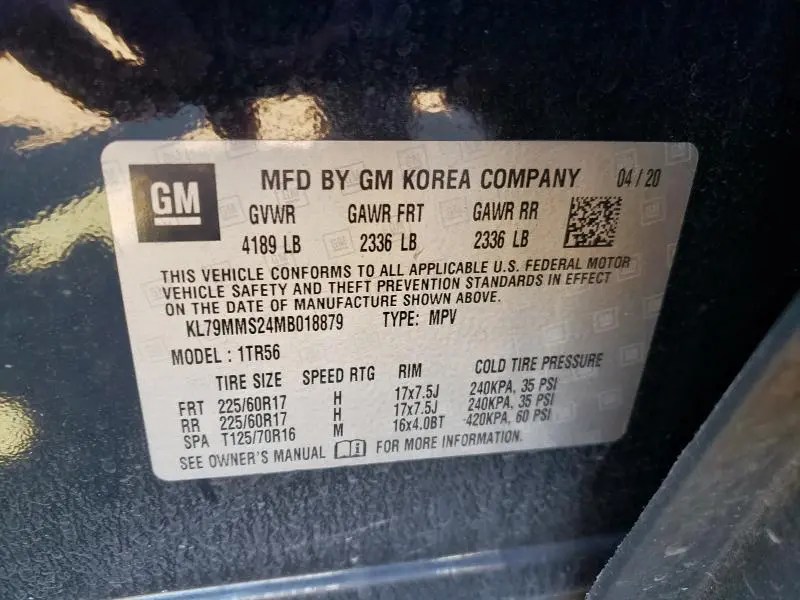 GM
MFD BY GM KOREA COMPANY 04/20
GVWR GAWR FRT GAWR RR
4189 LB 2336 LB 2336 LB
THIS VEHICLE CONFORMS TO ALL APPLICABLE U.S. FEDERAL MOTOR
VEHICLE SAFETY AND THEFT PREVENTION STANDARDS IN EFFECT
ON THE DATE OF MANUFACTURE SHOWN ABOVE.
KL79MMS24MB018879 TYPE: MPV
MODEL : 1TR56
TIRE SIZE SPEED RTG RIM COLD TIRE PRESSURE
FRT 225/60R17 H 17x7.5J 240KPA, 35 PSI
RR 225/60R17 H 17x7.5J 240KPA, 35 PSI
SPA T125/70R16 M 16x4.0BT 420KPA, 60 PSI
SEE OWNER'S MANUAL FOR MORE INFORMATION.